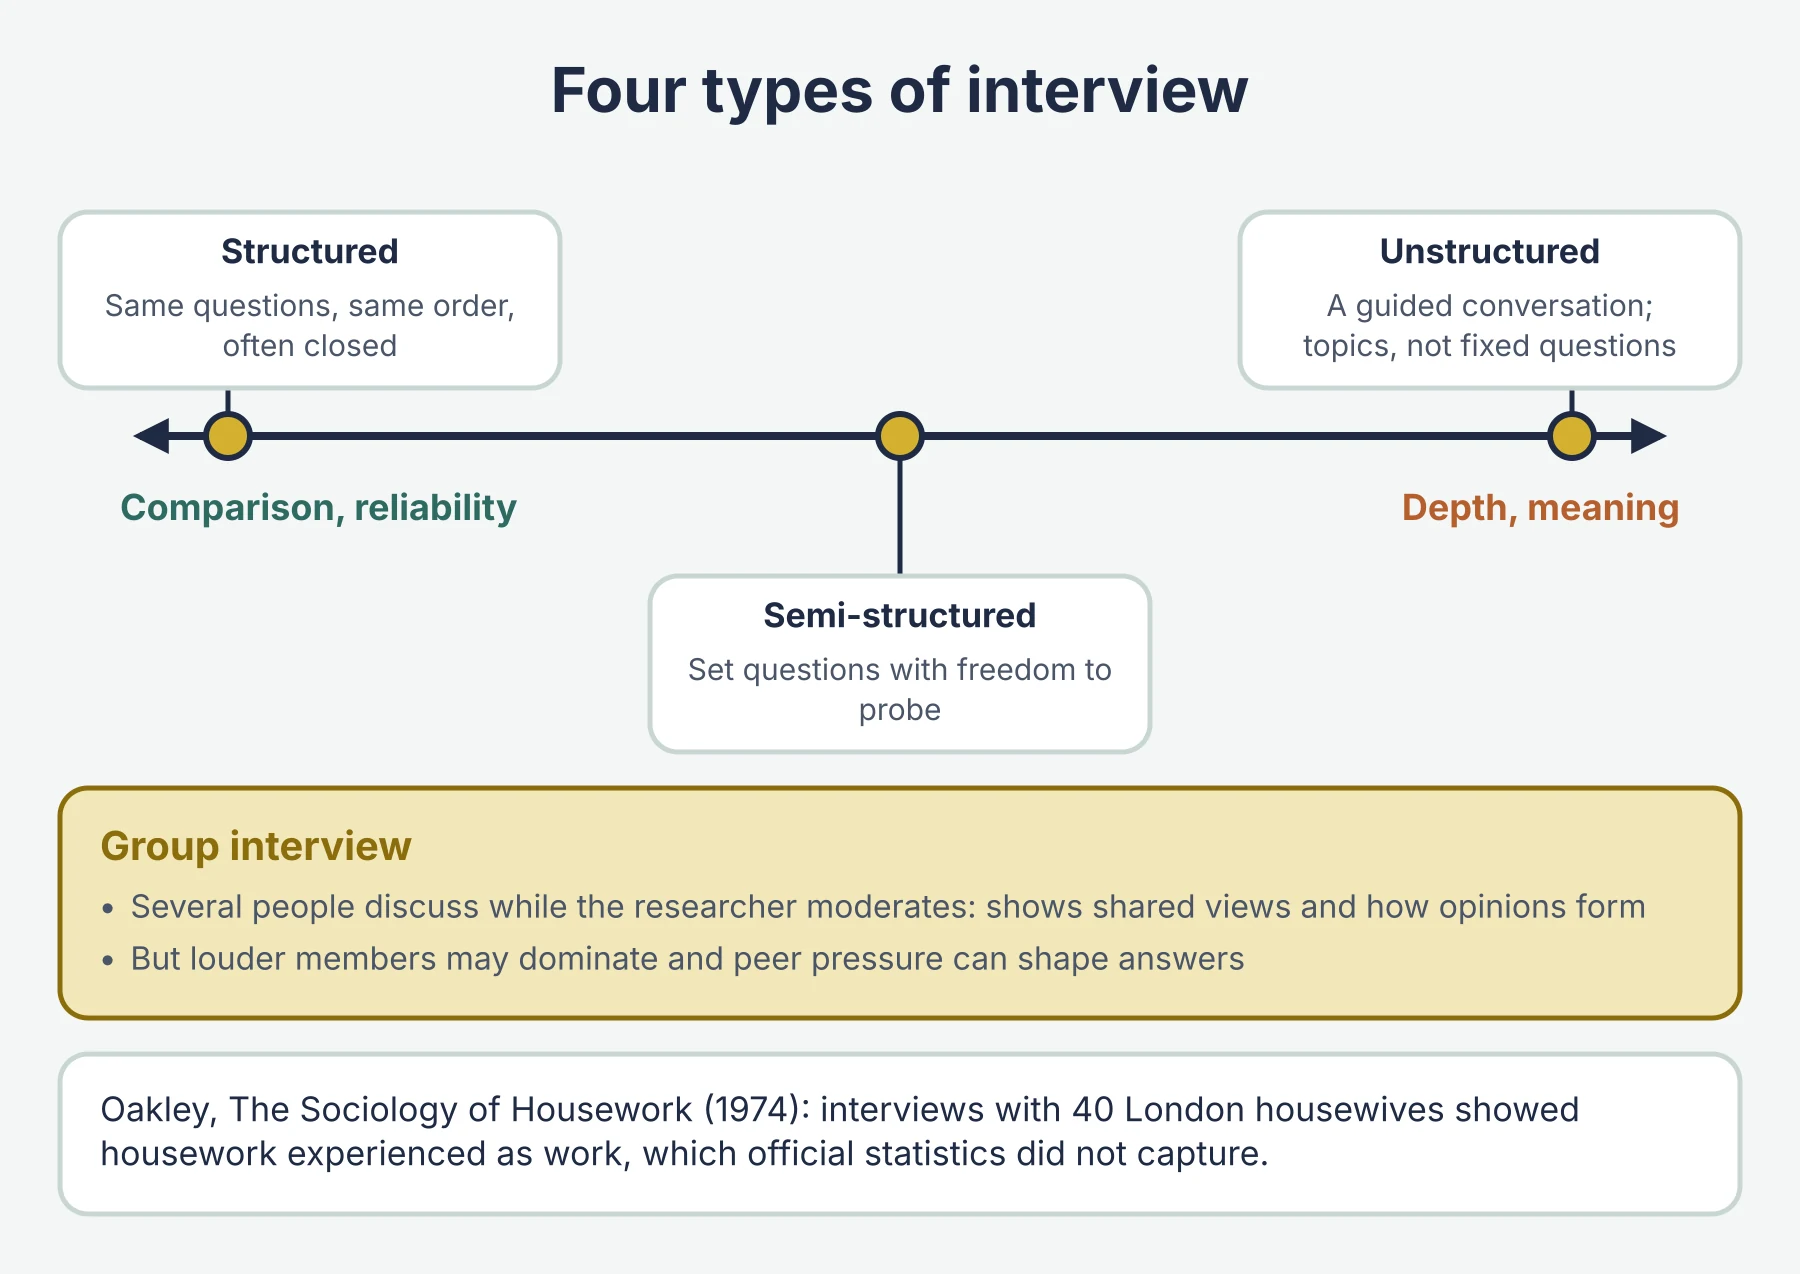 Four types of interview
Structured
Same questions, same order,
often closed
Unstructured
A guided conversation;
topics, not fixed questions
Comparison, reliability
Depth, meaning
Semi-structured
Set questions with freedom to
probe
Group interview
• Several people discuss while the researcher moderates: shows shared views and how opinions form
• But louder members may dominate and peer pressure can shape answers
Oakley, The Sociology of Housework (1974): interviews with 40 London housewives showed
housework experienced as work, which official statistics did not capture.